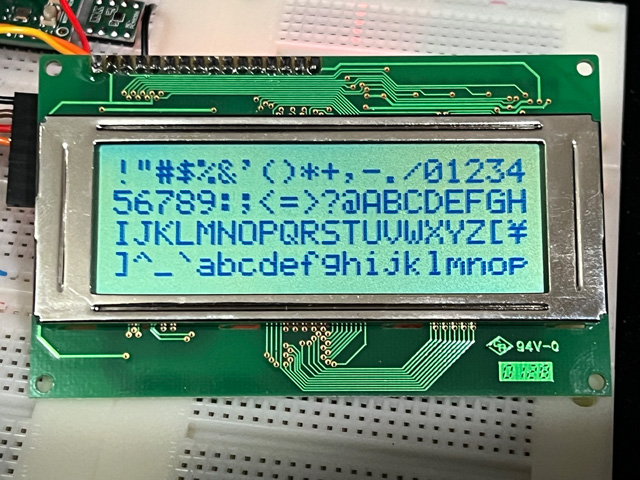 !"#$%&'()*+,-./01234
56789:;<=>?@ABCDEFGH
IJKLMNOPQRSTUVWXYZ[¥
]^_`abcdefghijklmnop
94V-0